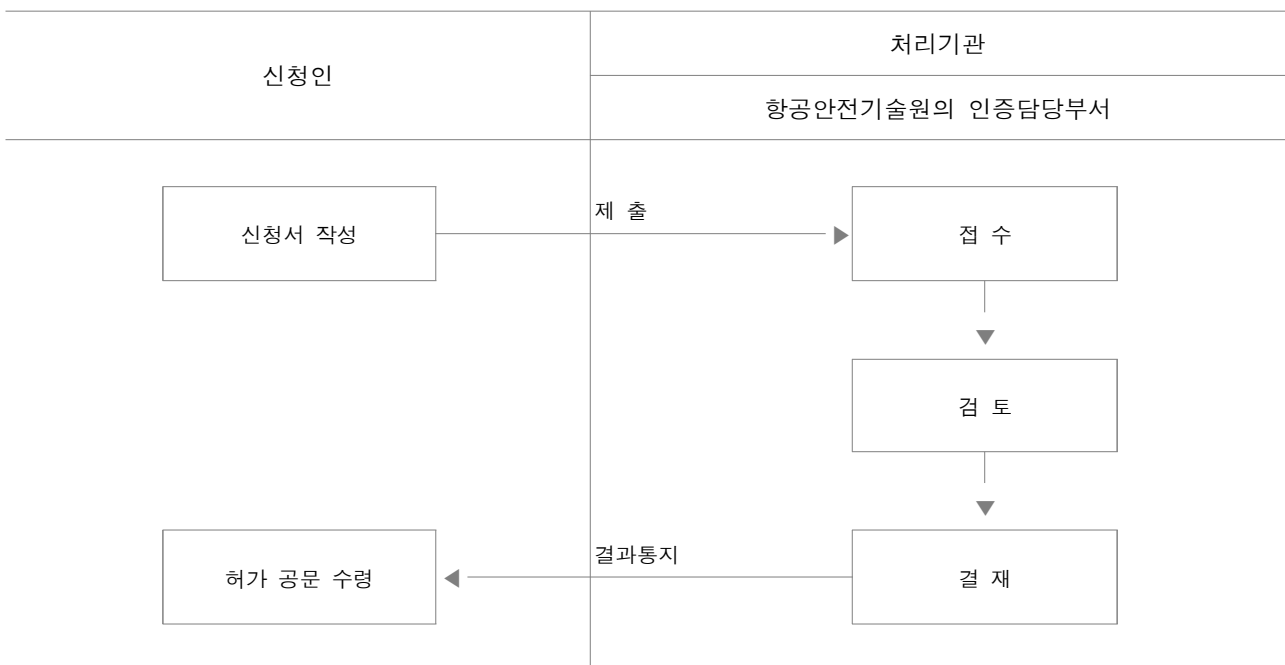 신청인
처리기관
항공안전기술원의 인증담당부서
신청서 작성
제 출
접 수
검 토
허가 공문 수령
결과통지
결 재